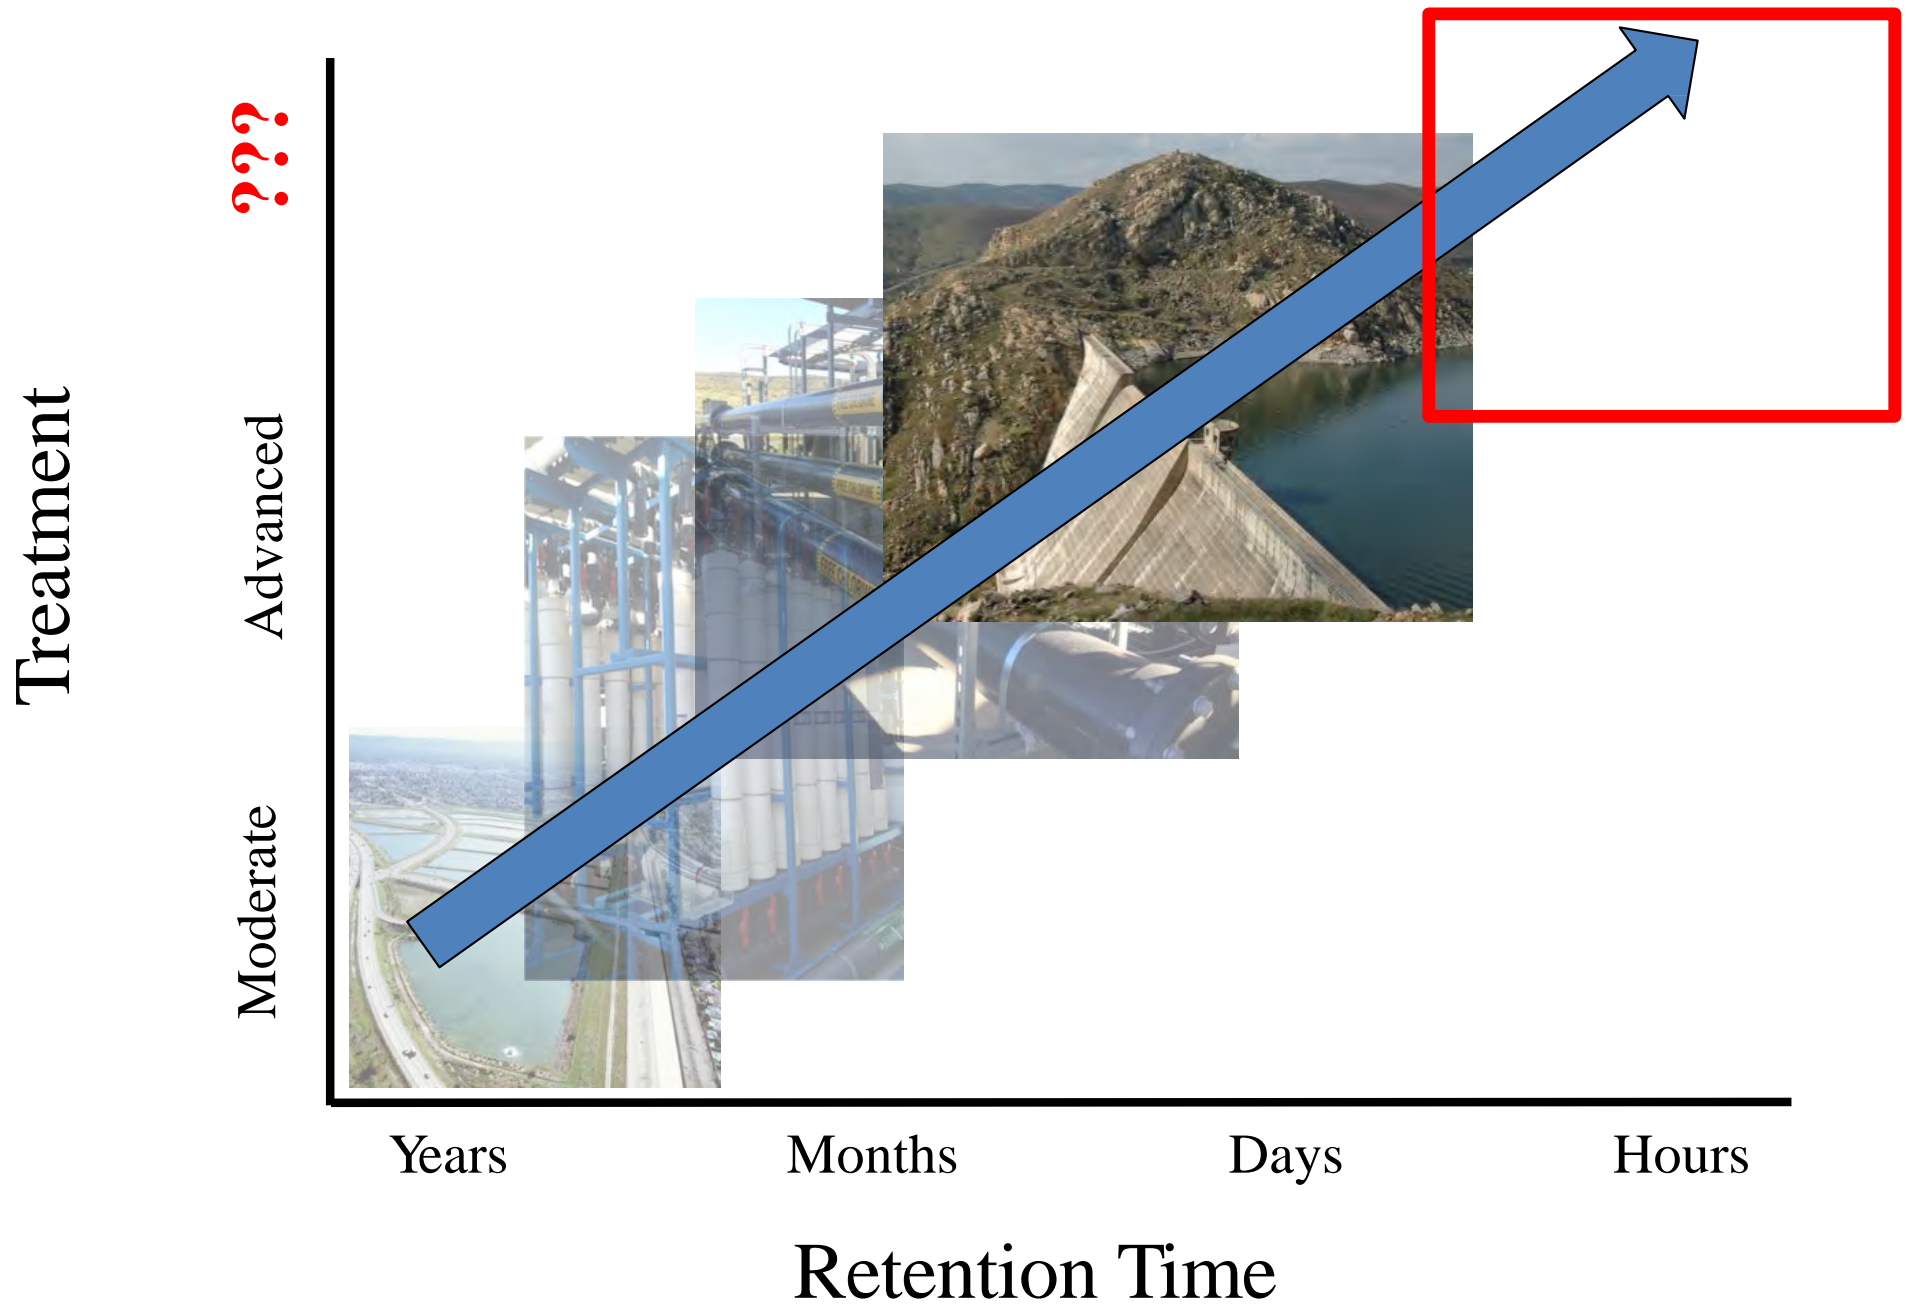 Treatment
????
Advanced
Moderate
Years Months Days Hours
Retention Time